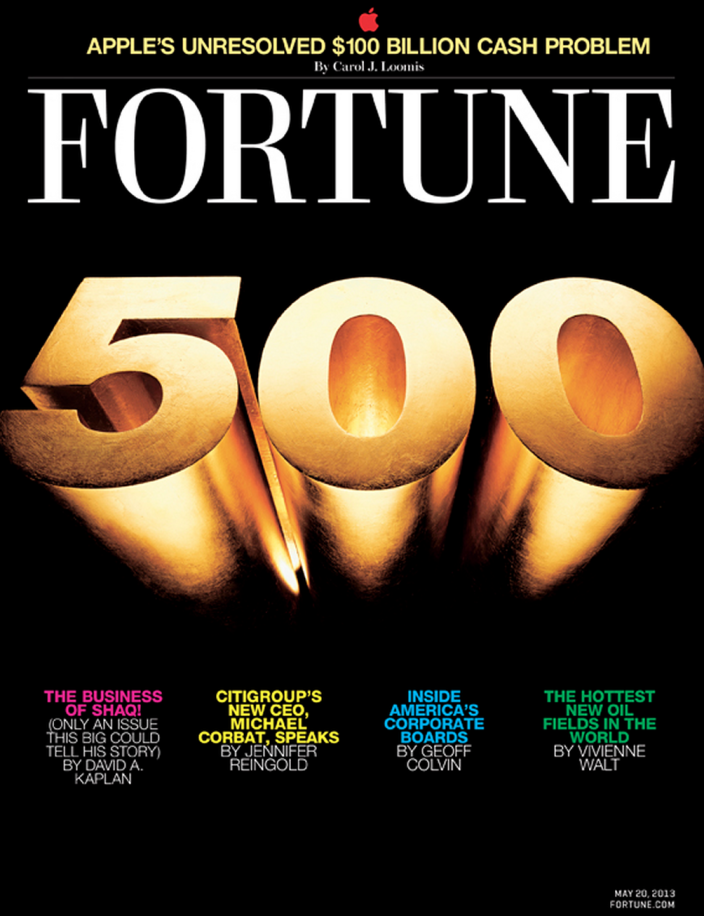 APPLE'S UNRESOLVED $100 BILLION CASH PROBLEM
By Carol J. Loomis
FORTUNE
500
THE BUSINESS
OF SHAQ!
(ONLY AN ISSUE
THIS BIG COULD
TELL HIS STORY)
BY DAVID A.
KAPLAN
CITIGROUP'S
NEW CEO,
MICHAEL
CORBAT, SPEAKS
BY JENNIFER
REINGOLD
INSIDE
AMERICA'S
CORPORATE
BOARDS
BY GEOFF
COLVIN
THE HOTTEST
NEW OIL
FIELDS IN THE
WORLD
BY VIVIENNE
WALT
MAY 20, 2013
FORTUNE.COM